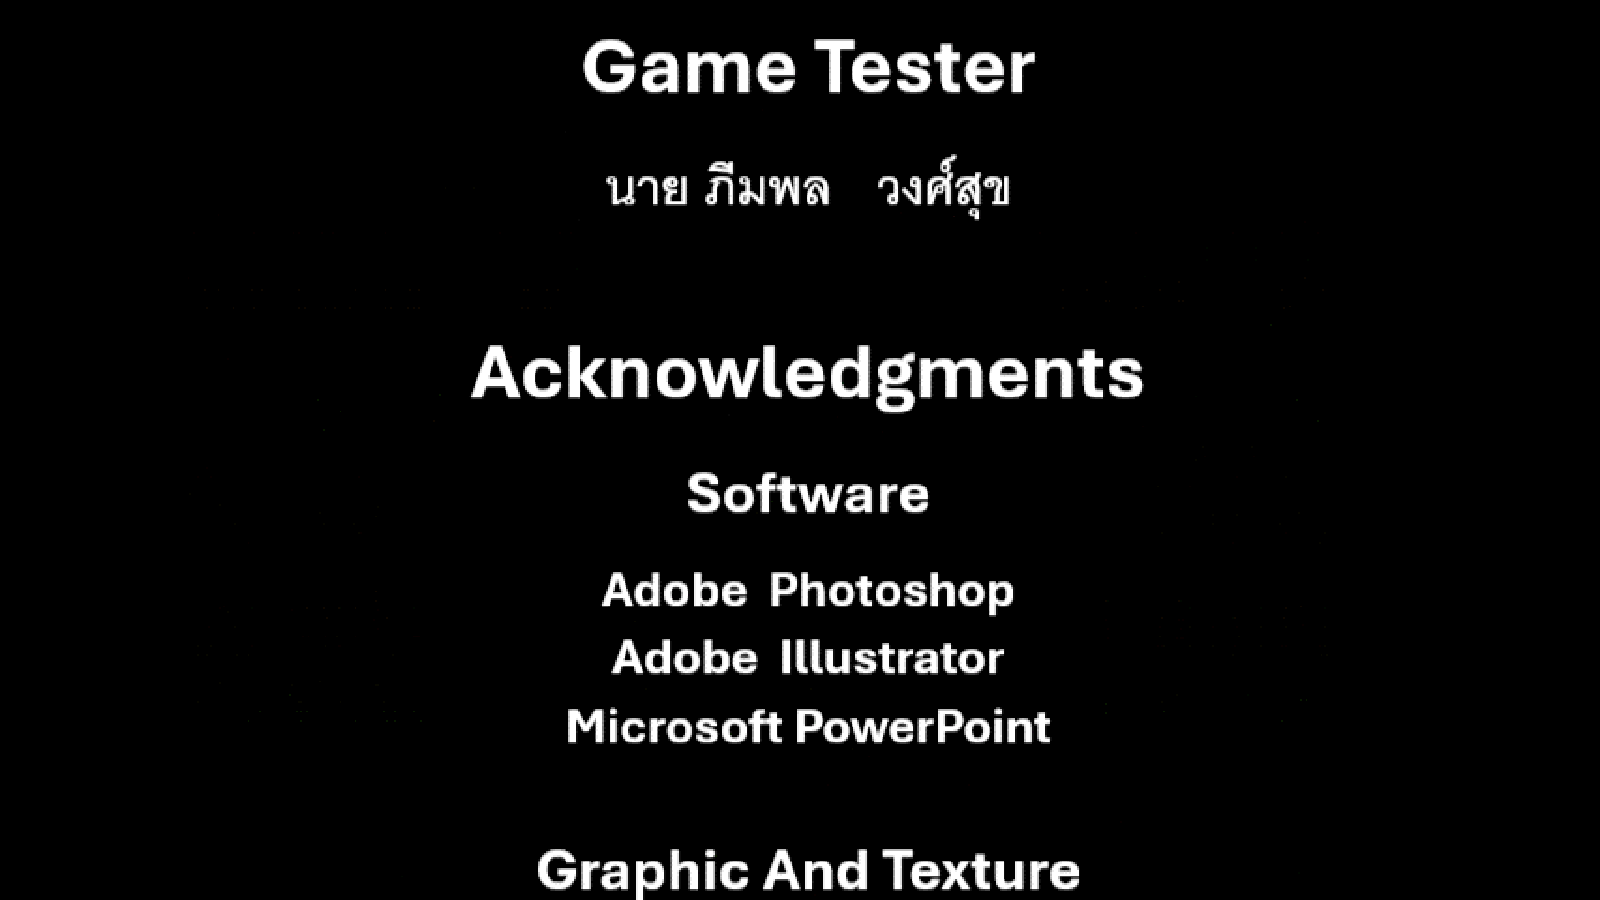 Game Tester
นาย ภีมพล วงศ์สุข
Acknowledgments
Software
Adobe Photoshop
Adobe Illustrator
Microsoft PowerPoint
Graphic And Texture